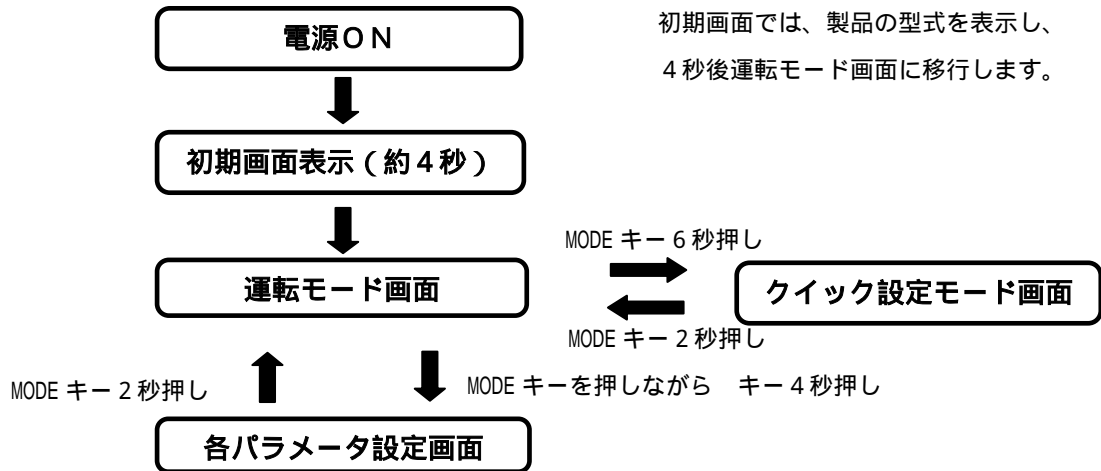 電源ＯＮ
初期画面では、製品の型式を表示し、
４秒後運転モード画面に移行します。
初期画面表示（約４秒）
運転モード画面
MODE キー６秒押し
クイック設定モード画面
MODE キー２秒押し
MODE キー２秒押し
MODE キーを押しながら　キー４秒押し
各パラメータ設定画面